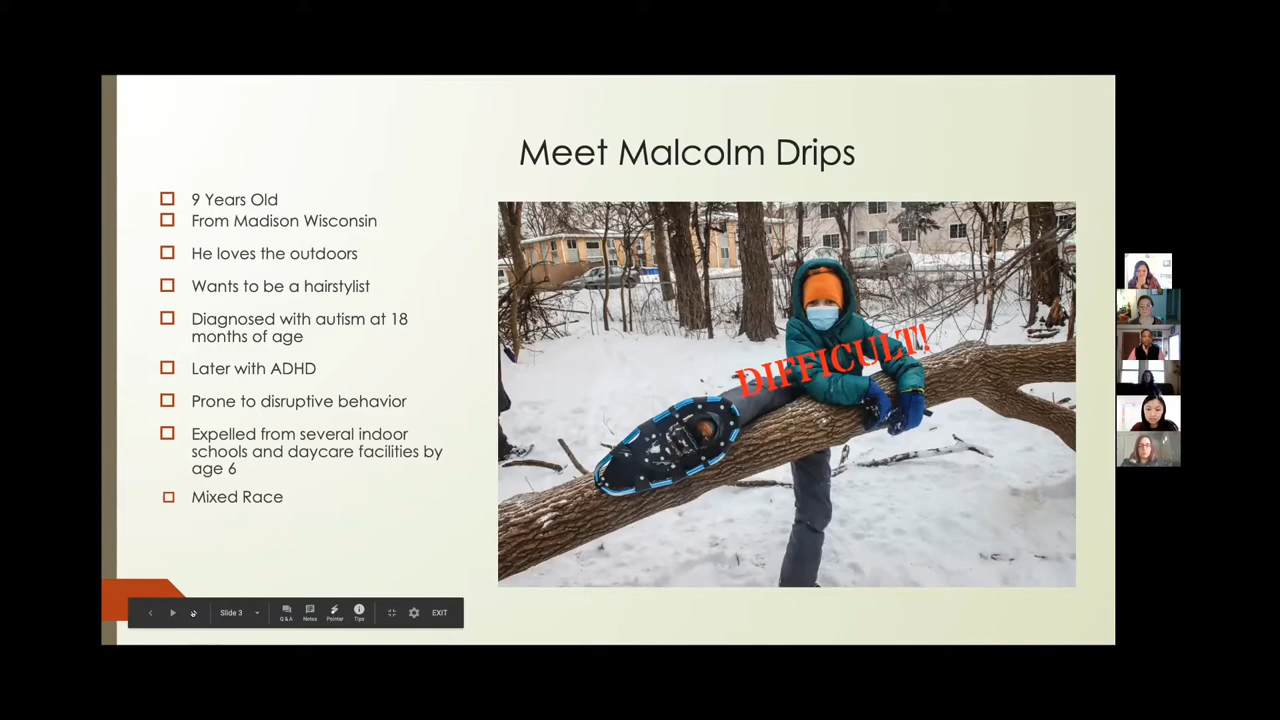 Meet Malcolm Drips
9 Years Old
From Madison Wisconsin
He loves the outdoors
Wants to be a hairstylist
Diagnosed with autism at 18
months of age
Later with ADHD
Prone to disruptive behavior
Expelled from several indoor
schools and daycare facilities by
age 6
Mixed Race
DIFFICULT!
Slide 3
Q & A
Notes
Pointer
Tips
EXIT